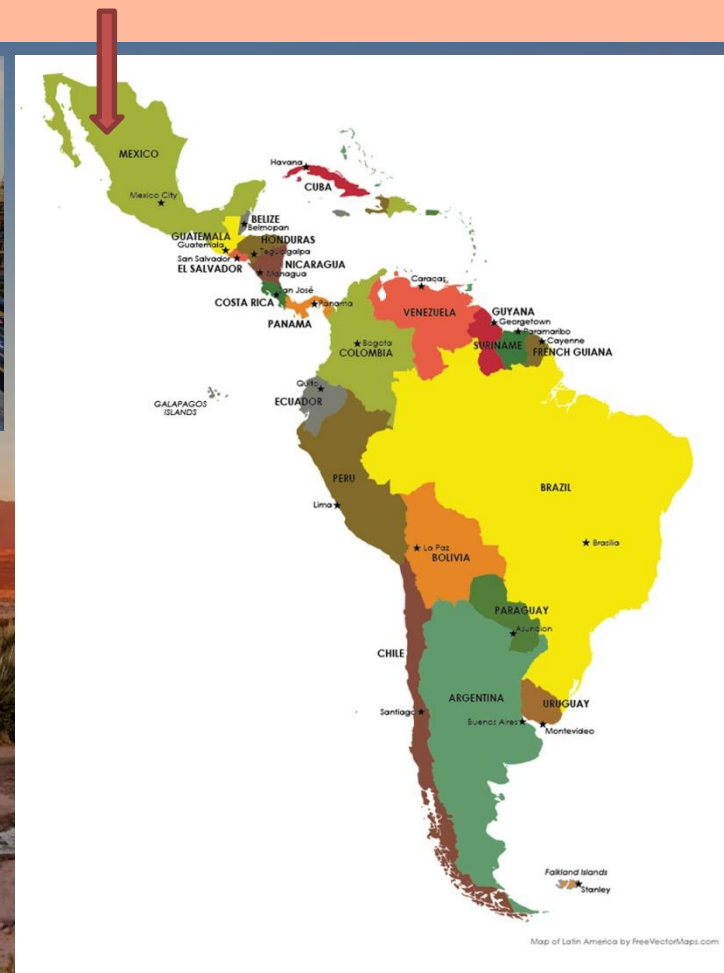 MEXICO
Mexico City
Havana
CUBA
BELIZE
Belmopan
GUATEMALA
Guatemala
HONDURAS
Tegucigalpa
San Salvador
EL SALVADOR
NICARAGUA
Managua
San José
COSTA RICA
Panama
PANAMA
Caracas
VENEZUELA
GUYANA
Georgetown
Paramaribo
SURINAME
Cayenne
FRENCH GUIANA
Bogota
COLOMBIA
Quito
ECUADOR
GALAPAGOS
ISLANDS
PERU
Lima
BRAZIL
Brasilia
La Paz
BOLIVIA
PARAGUAY
Asuncion
CHILE
ARGENTINA
URUGUAY
Santiago
Buenos Aires
Montevideo
Falkland Islands
Stanley
Map of Latin America by FreeVectorMaps.com